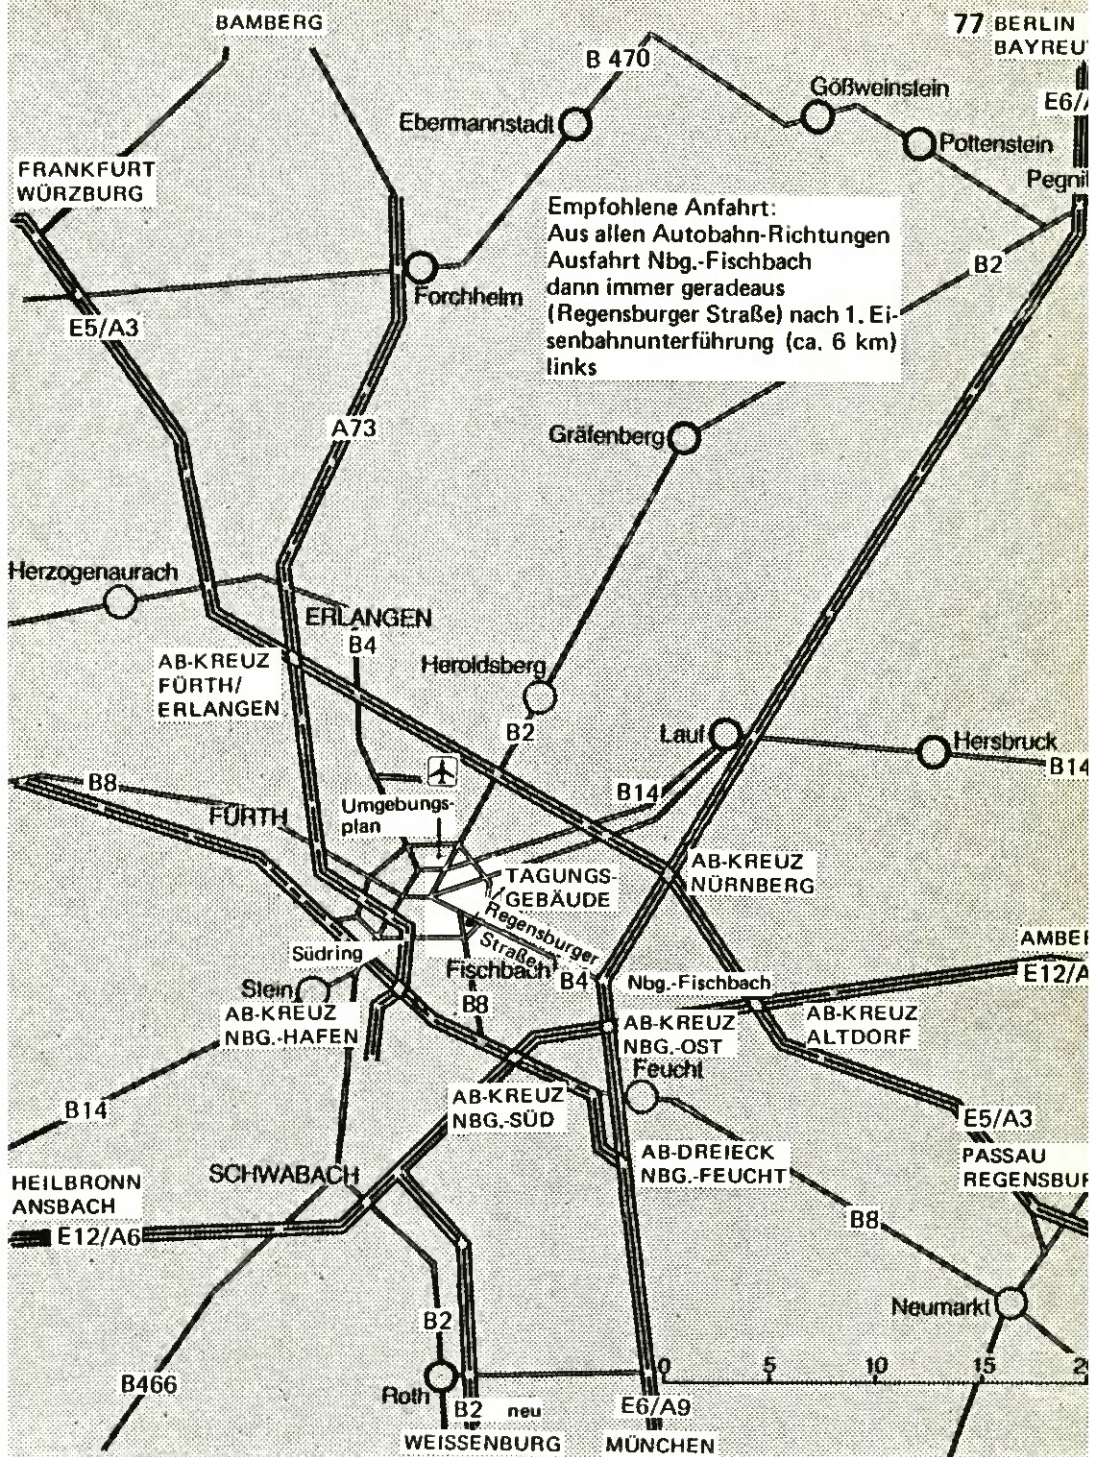 BAMBERG
77 BERLIN
BAYREU
B 470
Gößweinstein
E6/A
Ebermannstadt
Pottenstein
FRANKFURT
WÜRZBURG
Pegni
Empfohlene Anfahrt:
Aus allen Autobahn-Richtungen
Ausfahrt Nbg.-Fischbach
dann immer geradeaus
(Regensburger Straße) nach 1. Ei-
senbahnunterführung (ca. 6 km)
links
B2
Forchheim
E5/A3
A73
Gräfenberg
Herzogenaurach
ERLANGEN
B4
AB-KREUZ
FÜRTH/
ERLANGEN
Heroldsberg
B2
Lauf
Hersbruck
B14
B8
B14
FÜRTH
Umgebungs-
plan
AB-KREUZ
NÜRNBERG
TAGUNGS-
GEBÄUDE
Regensburger
Straße
Südring
Fischbach
B4
Nbg.-Fischbach
AMBE
E12/A
Stein
AB-KREUZ
NBG.-HAFEN
B8
AB-KREUZ
NBG.-OST
AB-KREUZ
ALTDORF
Feucht
AB-KREUZ
NBG.-SÜD
B14
E5/A3
AB-DREIECK
NBG.-FEUCHT
PASSAU
REGENSBU
SCHWABACH
HEILBRONN
ANSBACH
E12/A6
B8
Neumarkt
B2
B466
Roth
0 5 10 15 2
B2 neu
E6/A9
WEISSENBURG
MÜNCHEN